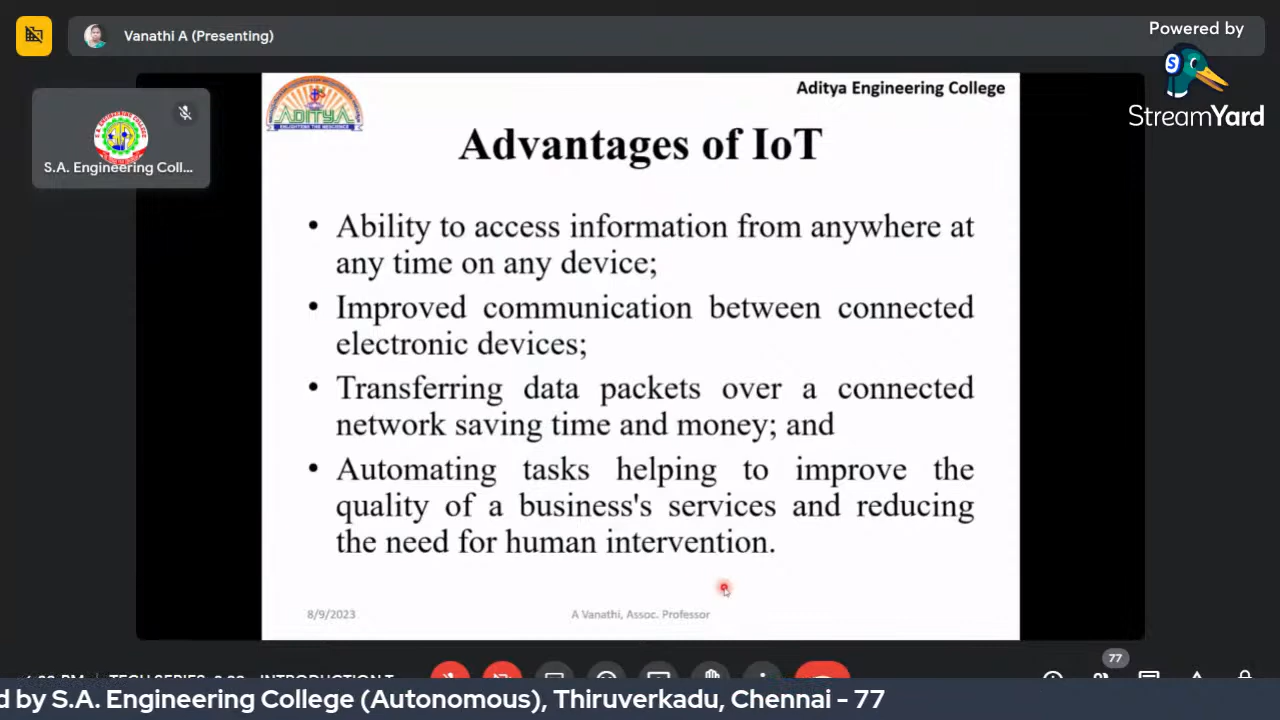 Vanathi A (Presenting)
Powered by
StreamYard
S.A. Engineering Coll...
ADITYA
Aditya Engineering College
Advantages of IoT
• Ability to access information from anywhere at
any time on any device;
• Improved communication between connected
electronic devices;
• Transferring data packets over a connected
network saving time and money; and
• Automating tasks helping to improve the
quality of a business's services and reducing
the need for human intervention.
8/9/2023
A Vanathi, Assoc. Professor
77
d by S.A. Engineering College (Autonomous), Thiruverkadu, Chennai - 77